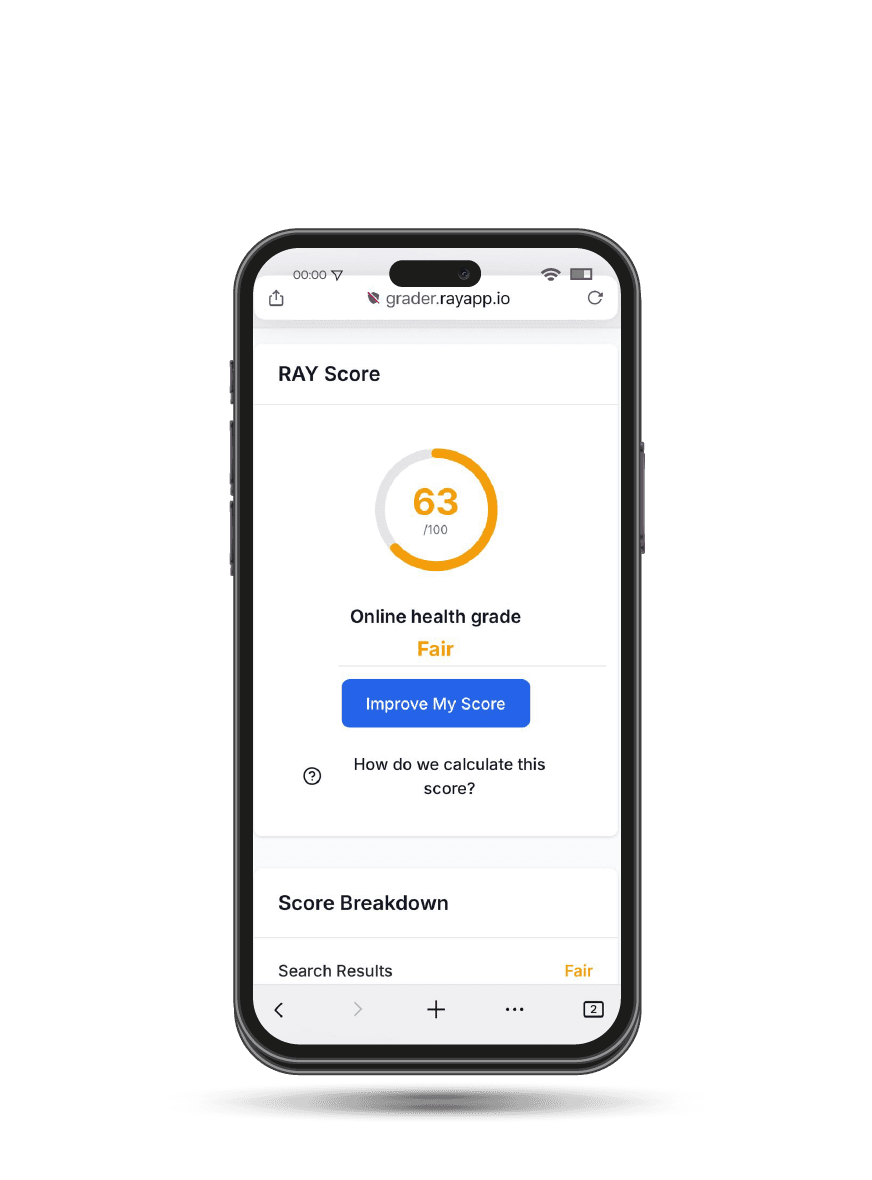 00:00
grader.rayapp.io
RAY Score
63
/100
Online health grade
Fair
Improve My Score
How do we calculate this
score?
Score Breakdown
Search Results Fair
2